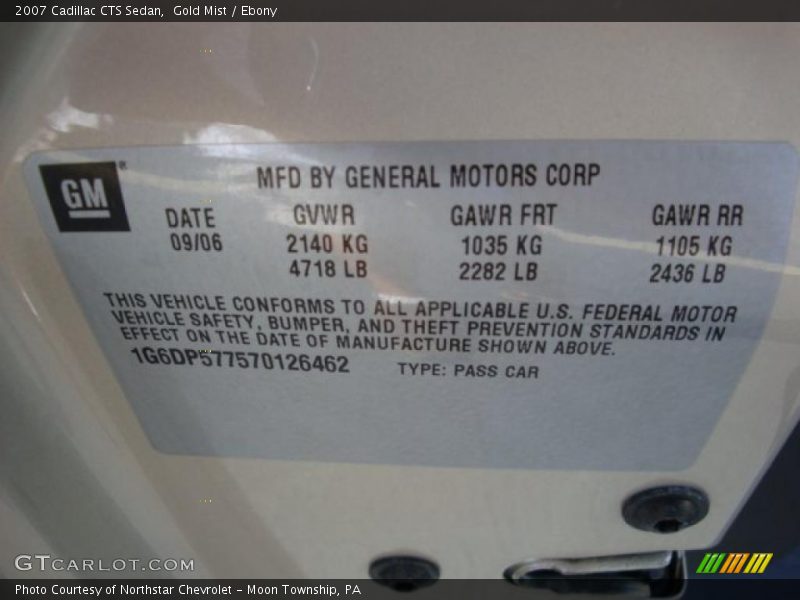 2007 Cadillac CTS Sedan,  Gold Mist / Ebony
GM®
MFD BY GENERAL MOTORS CORP
DATE GVWR GAWR FRT GAWR RR
09/06 2140 KG 1035 KG 1105 KG
4718 LB 2282 LB 2436 LB
THIS VEHICLE CONFORMS TO ALL APPLICABLE U.S. FEDERAL MOTOR
VEHICLE SAFETY, BUMPER, AND THEFT PREVENTION STANDARDS IN
EFFECT ON THE DATE OF MANUFACTURE SHOWN ABOVE.
1G6DP577570126462 TYPE: PASS CAR
GTCARLOT.COM
Photo Courtesy of Northstar Chevrolet - Moon Township, PA